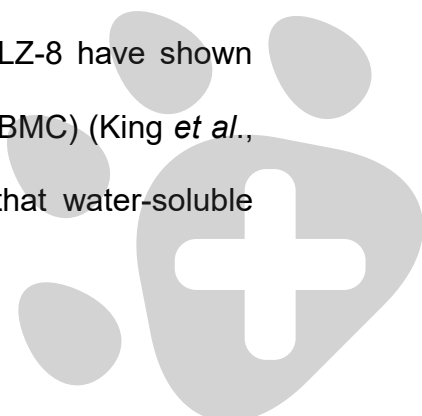 LZ-8 have shown
BMC) (King et al.,
that water-soluble